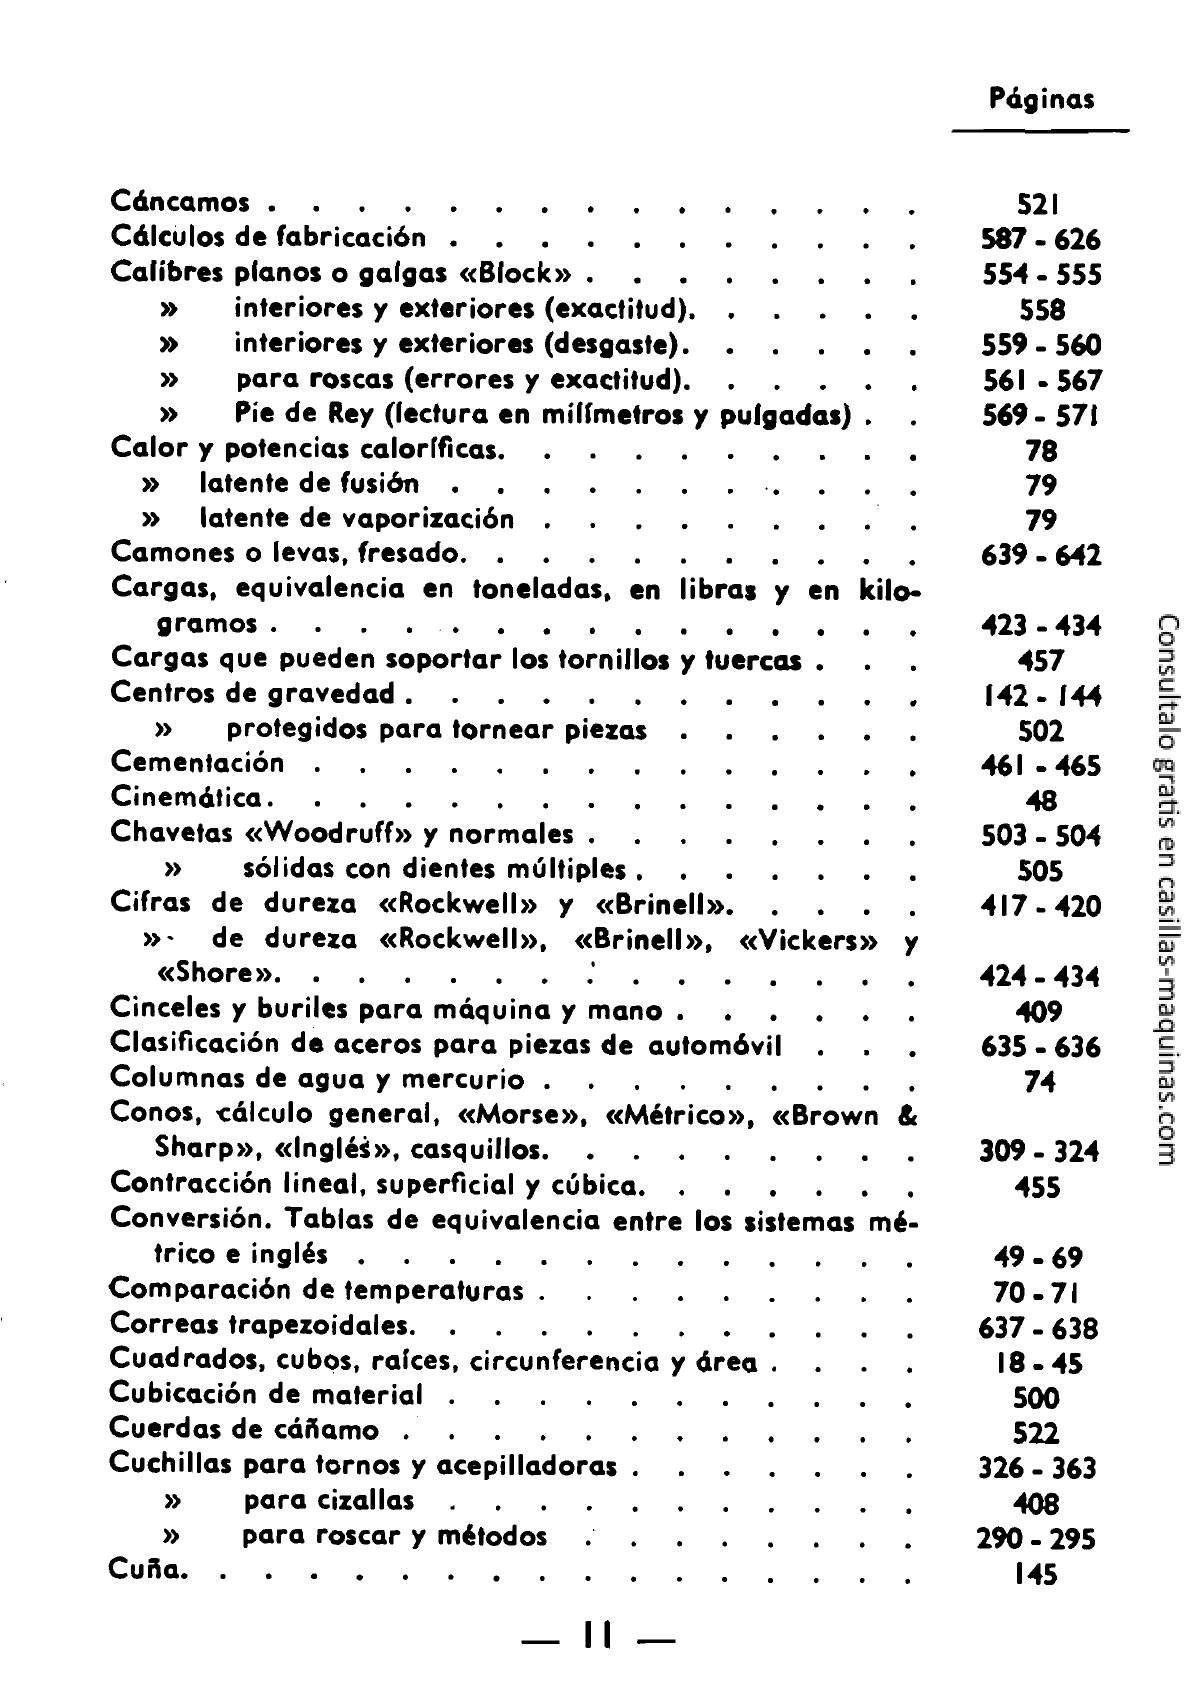 Páginas
Cáncamos . . . . . . . . . . . . . . . 521
Cálculos de fabricación . . . . . . . . . . . 587 - 626
Calibres planos o galgas «Block» . . . . . . . . 554 - 555
» interiores y exteriores (exactitud). . . . . . 558
» interiores y exteriores (desgaste). . . . . . 559 - 560
» para roscas (errores y exactitud). . . . . . 561 - 567
» Pie de Rey (lectura en milímetros y pulgadas) . . 569 - 571
Calor y potencias caloríficas. . . . . . . . . . 78
» latente de fusión . . . . . . . . . . . 79
» latente de vaporización . . . . . . . . . 79
Camones o levas, fresado. . . . . . . . . . . 639 - 642
Cargas, equivalencia en toneladas, en libras y en kilo-
gramos . . . . . . . . . . . . . . . 423 - 434
Cargas que pueden soportar los tornillos y tuercas . . . 457
Centros de gravedad . . . . . . . . . . . . 142 - 144
» protegidos para tornear piezas . . . . . . 502
Cementación . . . . . . . . . . . . . . 461 - 465
Cinemática. . . . . . . . . . . . . . . 48
Chavetas «Woodruff» y normales . . . . . . . . 503 - 504
» sólidas con dientes múltiples . . . . . . . 505
Cifras de dureza «Rockwell» y «Brinell». . . . . 417 - 420
» de dureza «Rockwell», «Brinell», «Vickers» y
«Shore». . . . . . . . . . . . . . . 424 - 434
Cinceles y buriles para máquina y mano . . . . . . 409
Clasificación de aceros para piezas de automóvil . . . 635 - 636
Columnas de agua y mercurio . . . . . . . . . 74
Conos, cálculo general, «Morse», «Métrico», «Brown &
Sharp», «Inglés», casquillos. . . . . . . . . 309 - 324
Contracción lineal, superficial y cúbica. . . . . . . 455
Conversión. Tablas de equivalencia entre los sistemas mé-
trico e inglés . . . . . . . . . . . . . 49 - 69
Comparación de temperaturas . . . . . . . . . 70 - 71
Correas trapezoidales. . . . . . . . . . . . 637 - 638
Cuadrados, cubos, raíces, circunferencia y área . . . . 18 - 45
Cubicación de material . . . . . . . . . . . 500
Cuerdas de cáñamo . . . . . . . . . . . . 522
Cuchillas para tornos y acepilladoras . . . . . . . 326 - 363
» para cizallas . . . . . . . . . . . 408
» para roscar y métodos . . . . . . . . 290 - 295
Cuña. . . . . . . . . . . . . . . . . 145
— 11 —
Consultalo gratis en casillas-maquinas.com